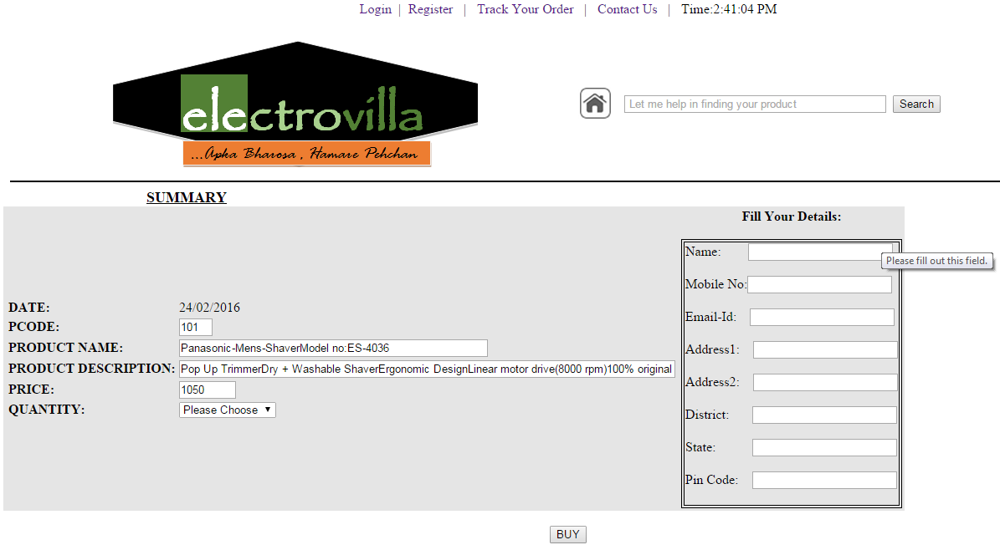 Login | Register | Track Your Order | Contact Us | Time:2:41:04 PM
electrovilla
...Apka Bharosa , Hamare Pehchan
Let me help in finding your product
Search
SUMMARY
DATE: 24/02/2016
PCODE: 101
PRODUCT NAME: Panasonic-Mens-ShaverModel no:ES-4036
PRODUCT DESCRIPTION: Pop Up TrimmerDry + Washable ShaverErgonomic DesignLinear motor drive(8000 rpm)100% original
PRICE: 1050
QUANTITY: Please Choose
Fill Your Details:
Name:
Please fill out this field.
Mobile No:
Email-Id:
Address1:
Address2:
District:
State:
Pin Code:
BUY